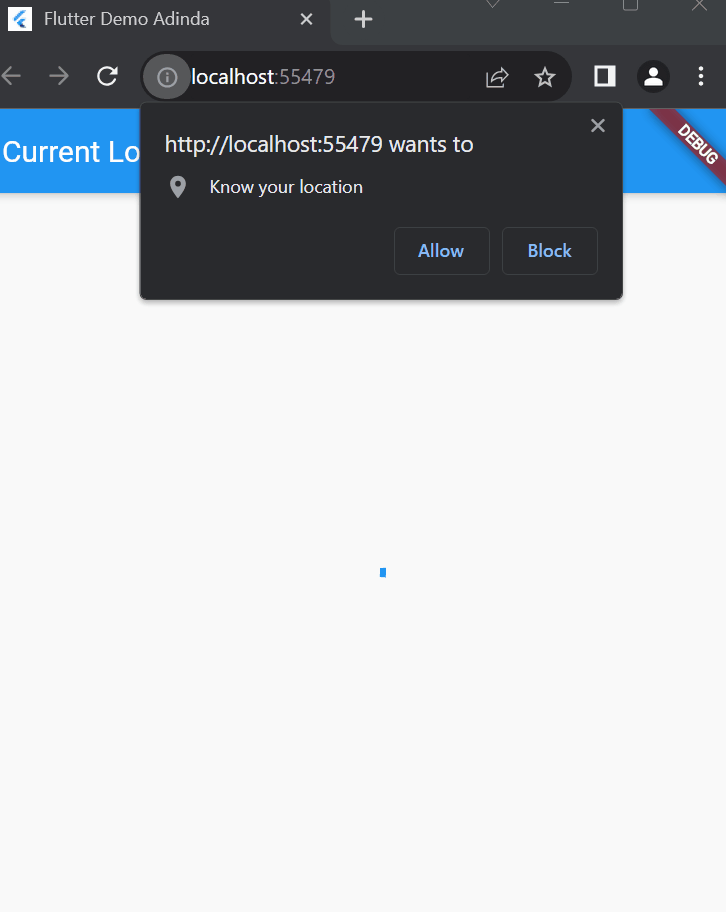 Flutter Demo Adinda
localhost:55479
Current Lo
DEBUG
http://localhost:55479 wants to
Know your location
Allow
Block